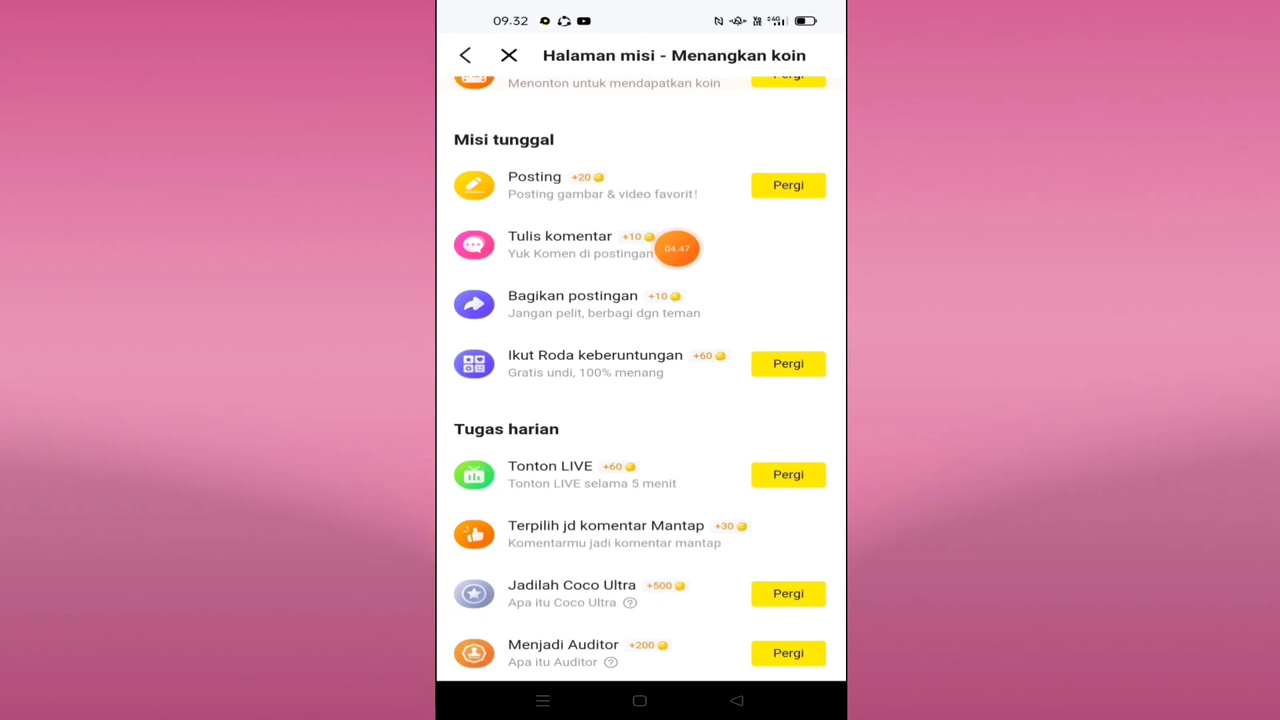 09.32
Halaman misi - Menangkan koin
Menonton untuk mendapatkan koin
Pergi
Misi tunggal
Posting +20
Posting gambar & video favorit!
Pergi
Tulis komentar +10
Yuk Komen di postingan
04.47
Bagikan postingan +10
Jangan pelit, berbagi dgn teman
Ikut Roda keberuntungan +60
Gratis undi, 100% menang
Pergi
Tugas harian
Tonton LIVE +60
Tonton LIVE selama 5 menit
Pergi
Terpilih jd komentar Mantap +30
Komentarmu jadi komentar mantap
Jadilah Coco Ultra +500
Apa itu Coco Ultra ?
Pergi
Menjadi Auditor +200
Apa itu Auditor ?
Pergi